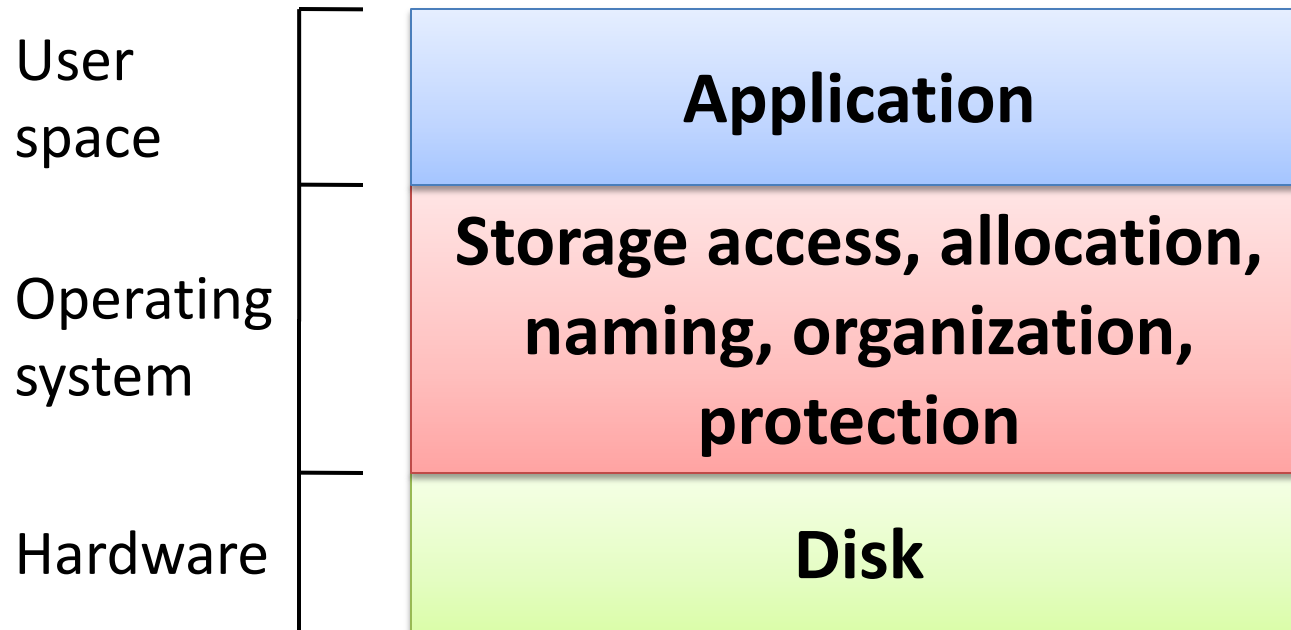 User
space
Application
Operating
system
Storage access, allocation,
naming, organization,
protection
Hardware
Disk